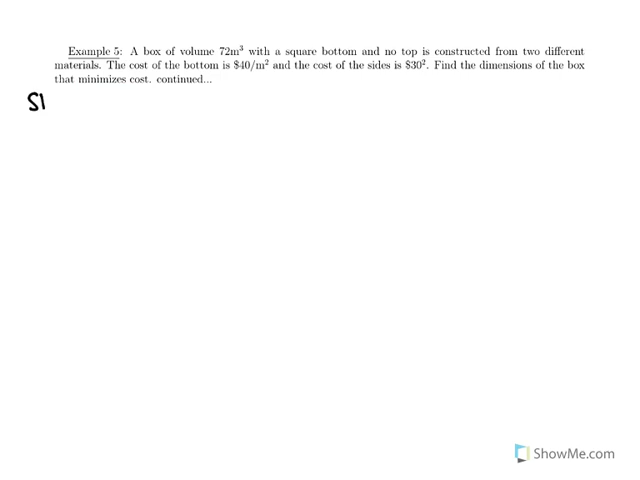 Example 5: A box of volume 72m³ with a square bottom and no top is constructed from two different
materials. The cost of the bottom is $40/m² and the cost of the sides is $30². Find the dimensions of the box
that minimizes cost. continued...
SI
ShowMe.com